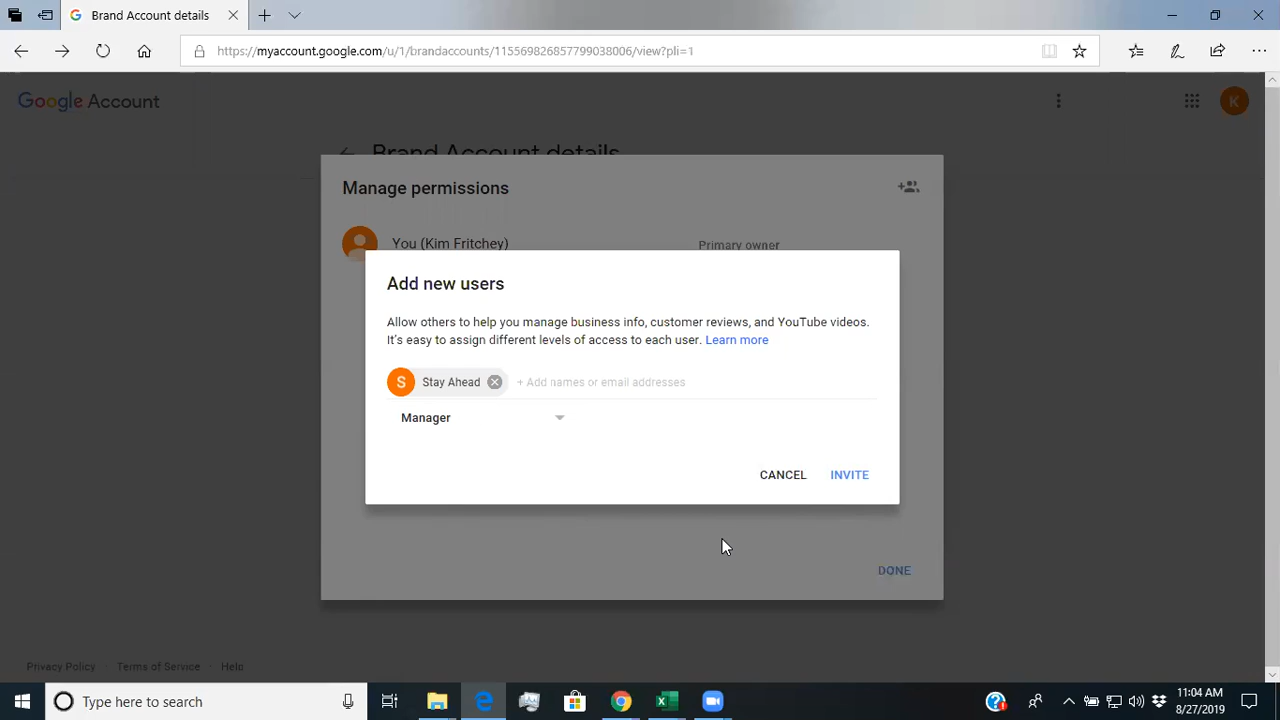 Brand Account details
https://myaccount.google.com/u/1/brandaccounts/115569826857799038006/view?pli=1
Google Account
K
Brand Account details
Manage permissions
You (Kim Fritchey)
Primary owner
Add new users
Allow others to help you manage business info, customer reviews, and YouTube videos.
It's easy to assign different levels of access to each user. Learn more
S Stay Ahead + Add names or email addresses
Manager
CANCEL INVITE
DONE
Privacy Policy · Terms of Service · Help
Type here to search
11:04 AM
8/27/2019